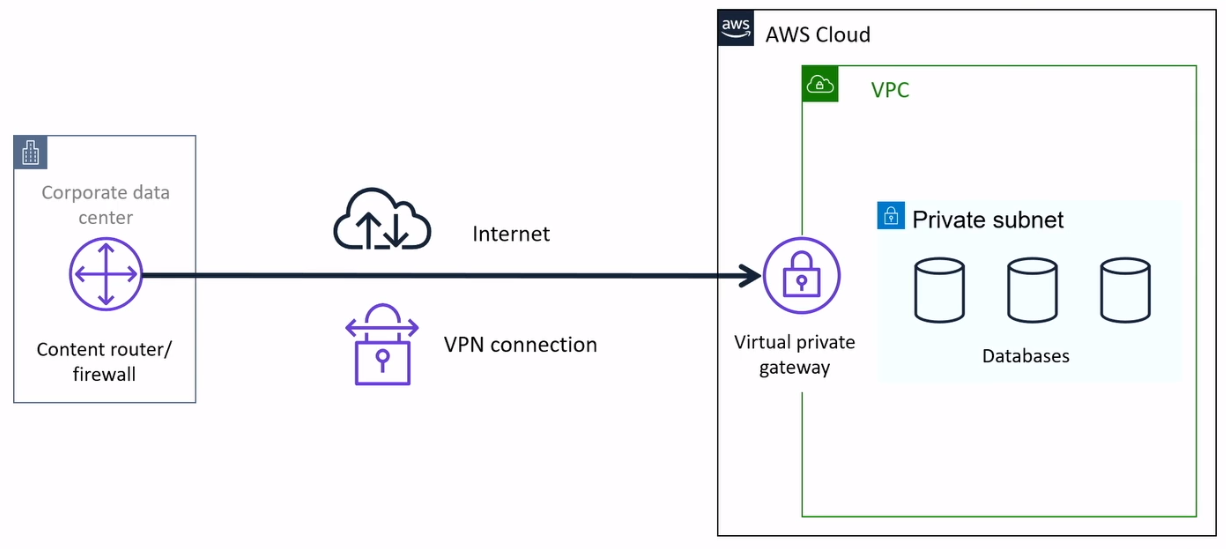 aws
AWS Cloud
VPC
Corporate data
center
Internet
Private subnet
Content router/
firewall
VPN connection
Virtual private
gateway
Databases